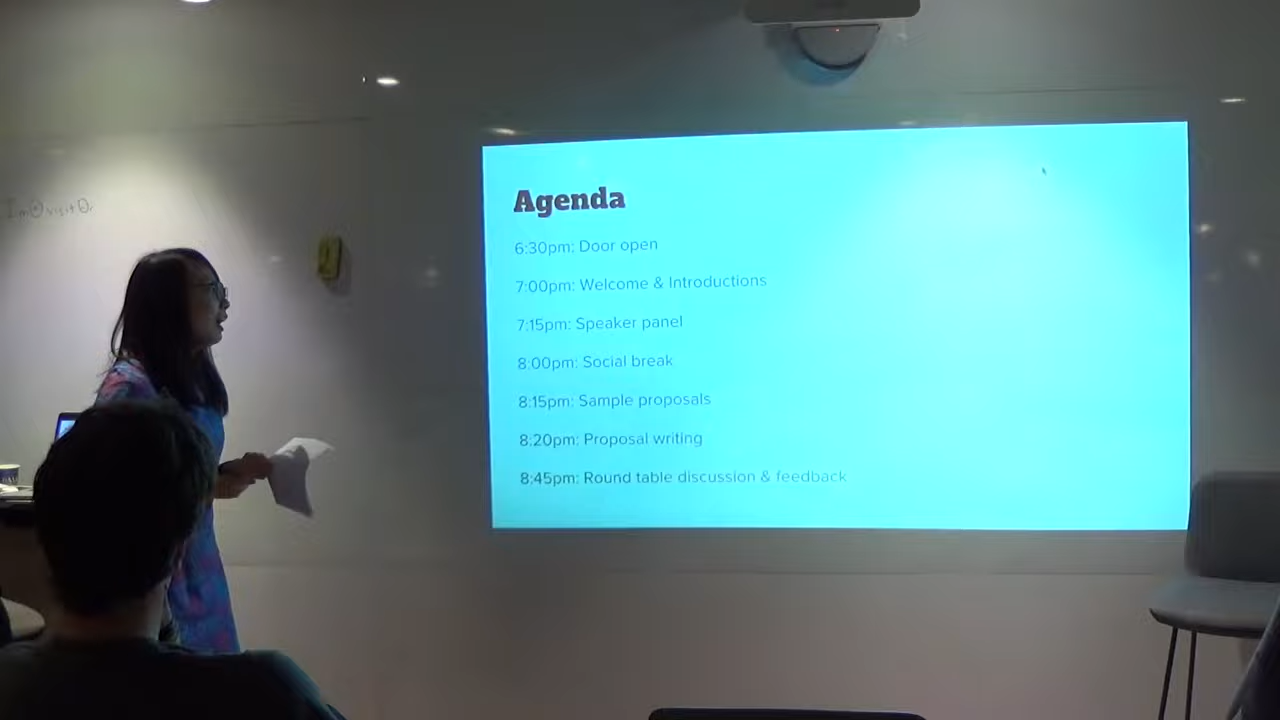 Agenda
6:30pm: Door open
7:00pm: Welcome & Introductions
7:15pm: Speaker panel
8:00pm: Social break
8:15pm: Sample proposals
8:20pm: Proposal writing
8:45pm: Round table discussion & feedback